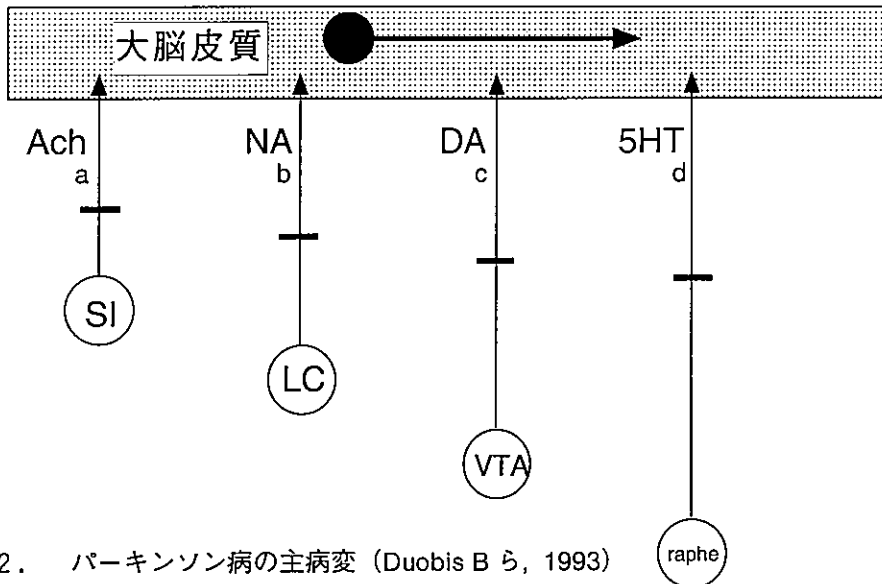 大脳皮質
Ach NA DA 5HT
a b c d
SI
LC
VTA
raphe
2. パーキンソン病の主病変（Duobis B ら, 1993）